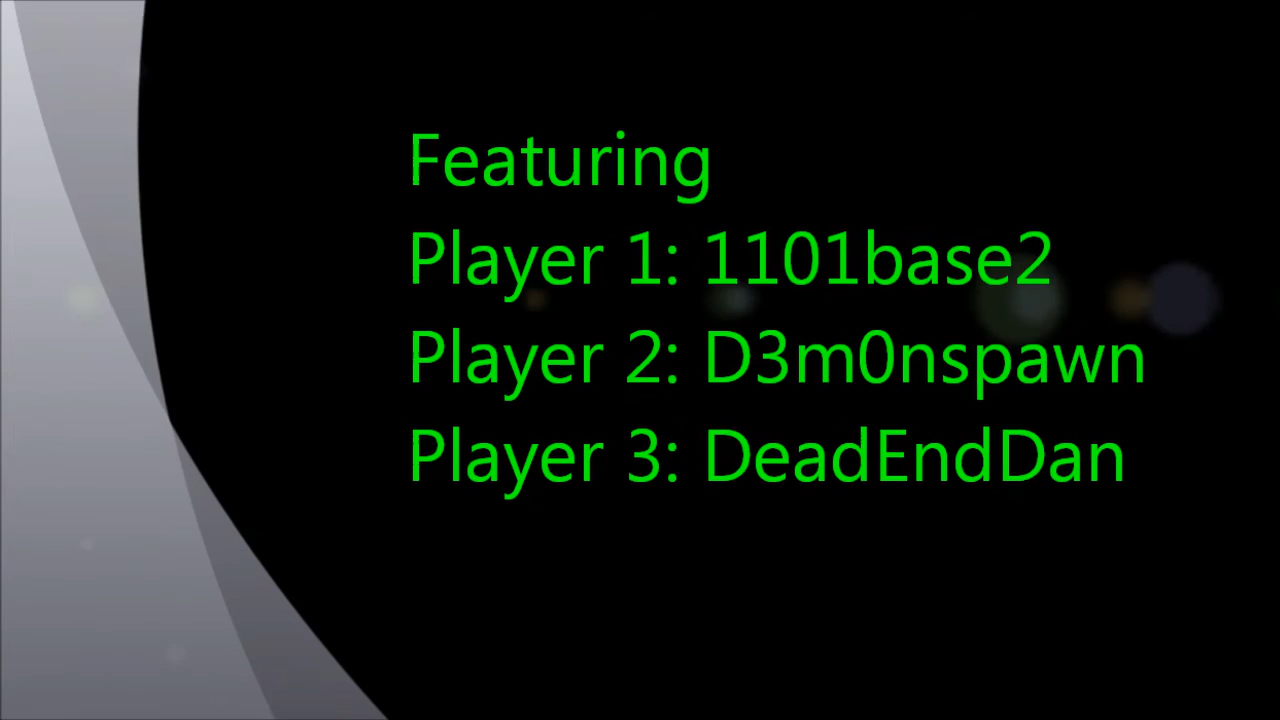 Featuring
Player 1: 1101base2
Player 2: D3m0nspawn
Player 3: DeadEndDan